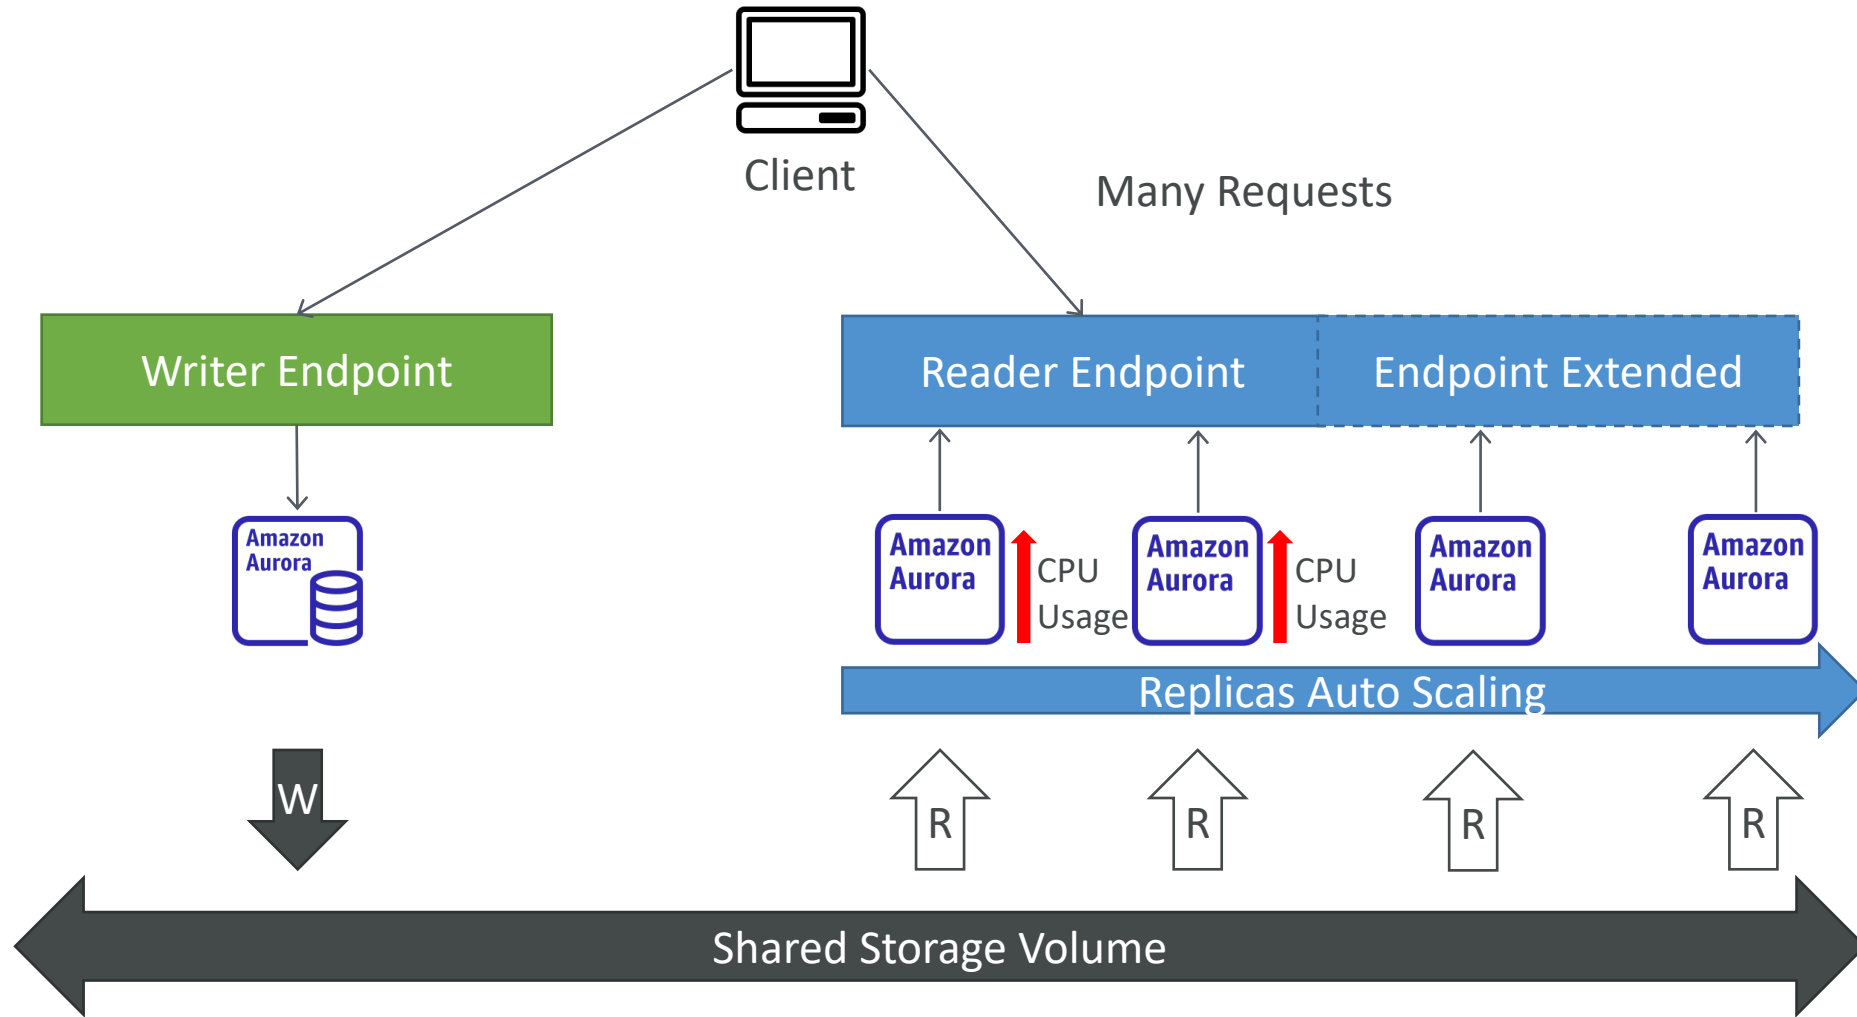 Client
Many Requests
Writer Endpoint
Reader Endpoint
Endpoint Extended
Amazon
Aurora
Amazon
Aurora
CPU
Usage
Amazon
Aurora
CPU
Usage
Amazon
Aurora
Amazon
Aurora
Replicas Auto Scaling
W
R
R
R
R
Shared Storage Volume